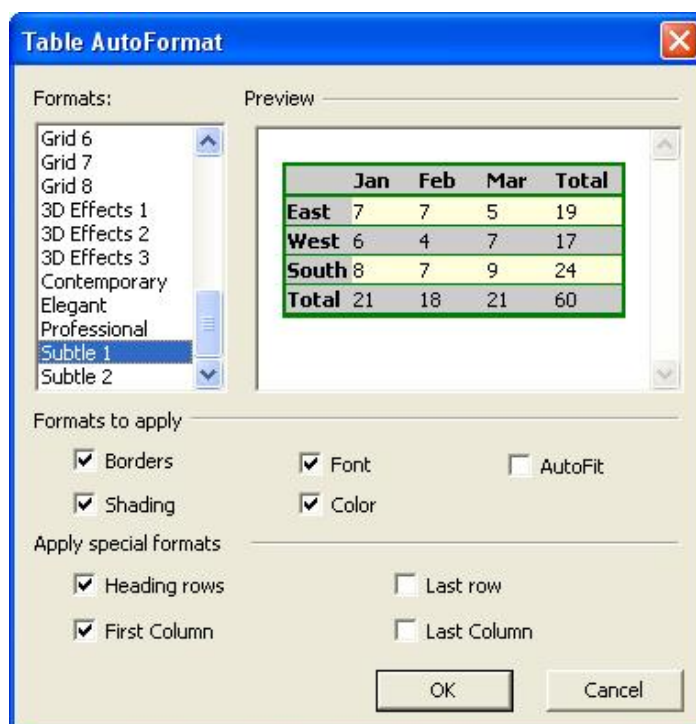 Table AutoFormat
Formats:
Preview
Grid 6
Grid 7
Grid 8
3D Effects 1
3D Effects 2
3D Effects 3
Contemporary
Elegant
Professional
Subtle 1
Subtle 2
Jan Feb Mar Total
East 7 7 5 19
West 6 4 7 17
South 8 7 9 24
Total 21 18 21 60
Formats to apply
Borders Font AutoFit
Shading Color
Apply special formats
Heading rows Last row
First Column Last Column
OK Cancel